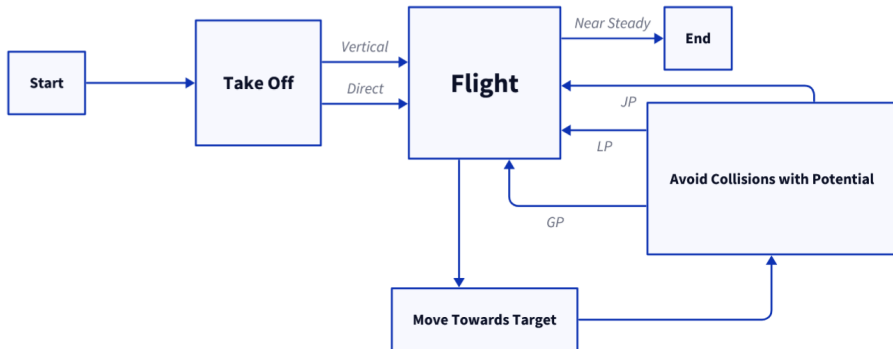 Near Steady
Vertical
Start
Take Off
Flight
End
Direct
JP
LP
Avoid Collisions with Potential
GP
Move Towards Target